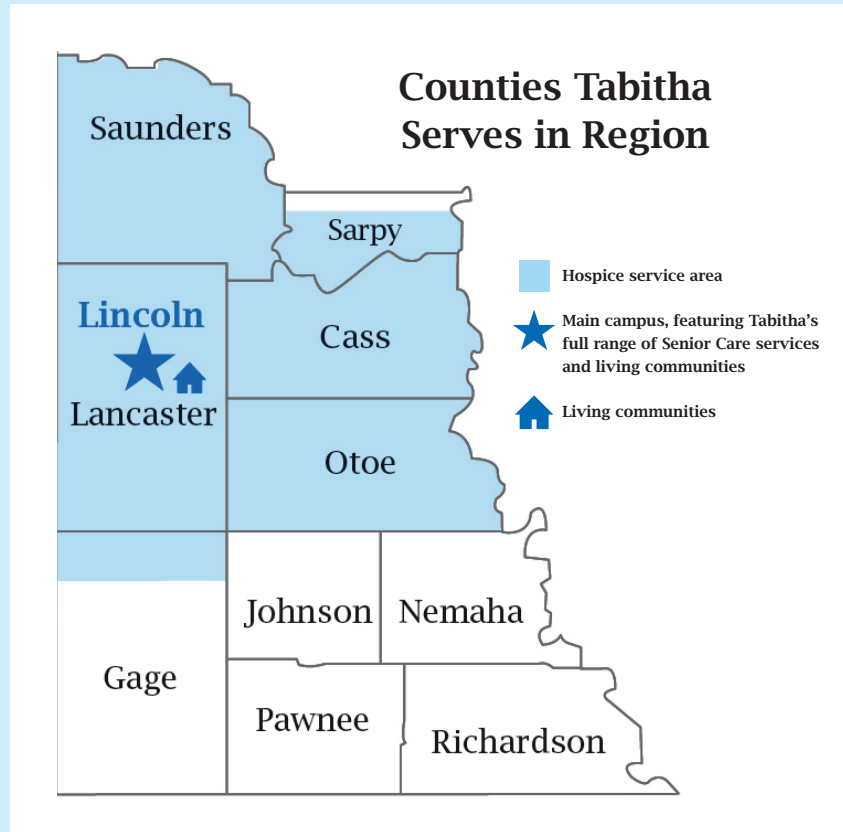 Counties Tabitha
Serves in Region
Saunders
Sarpy
Hospice service area
Lincoln
Cass
Main campus, featuring Tabitha's
full range of Senior Care services
and living communities
Lancaster
Living communities
Otoe
Johnson
Nemaha
Gage
Pawnee
Richardson